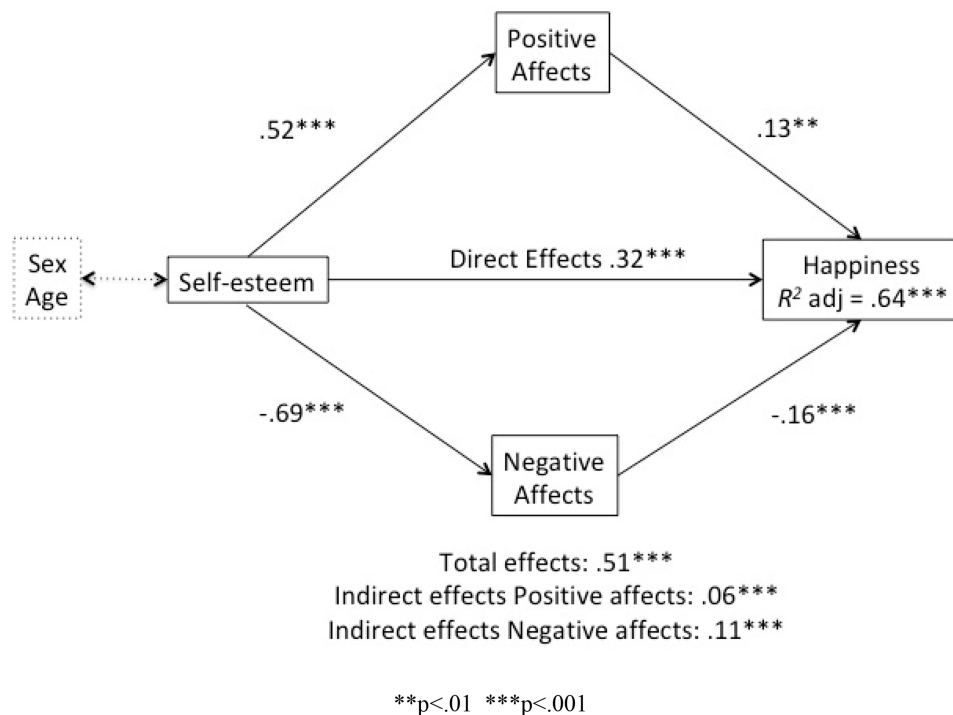 Positive
Affects
.52***
.13**
Sex
Age
Self-esteem
Direct Effects .32***
Happiness
R² adj = .64***
-.69***
-.16***
Negative
Affects
Total effects: .51***
Indirect effects Positive affects: .06***
Indirect effects Negative affects: .11***
**p<.01 ***p<.001